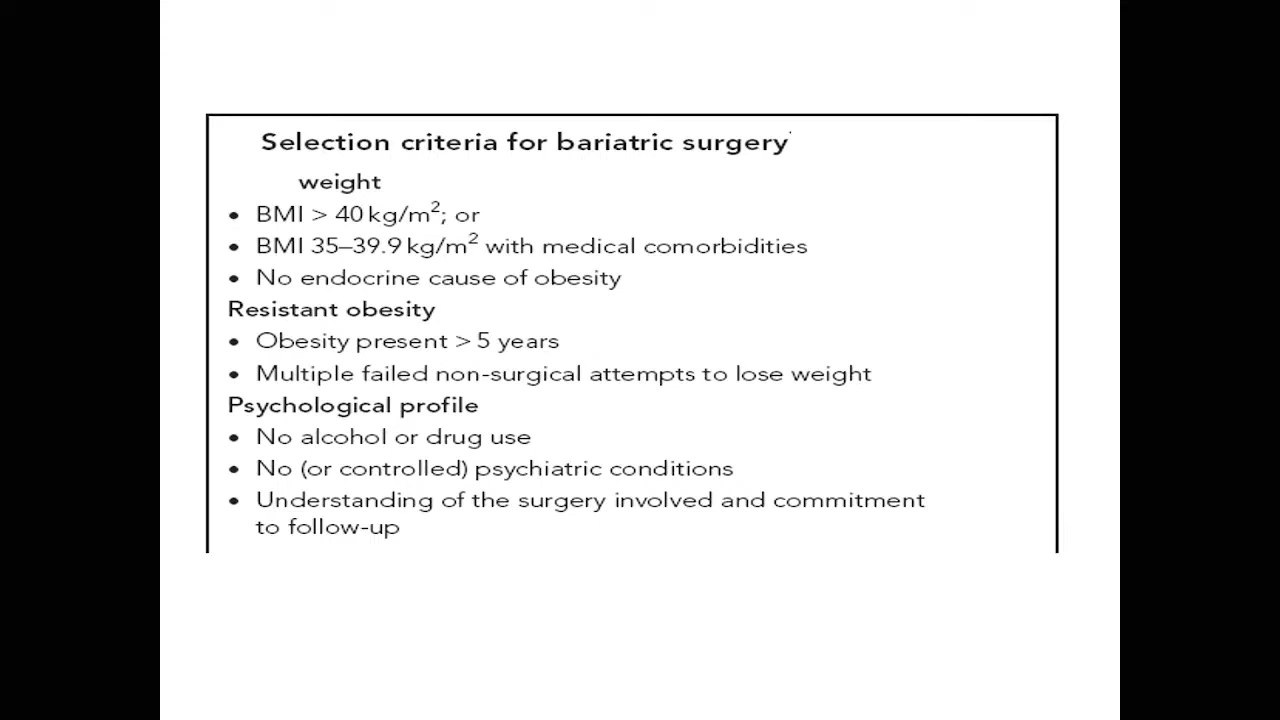 Selection criteria for bariatric surgery
weight
• BMI > 40 kg/m²; or
• BMI 35–39.9 kg/m² with medical comorbidities
• No endocrine cause of obesity
Resistant obesity
• Obesity present > 5 years
• Multiple failed non-surgical attempts to lose weight
Psychological profile
• No alcohol or drug use
• No (or controlled) psychiatric conditions
• Understanding of the surgery involved and commitment
to follow-up